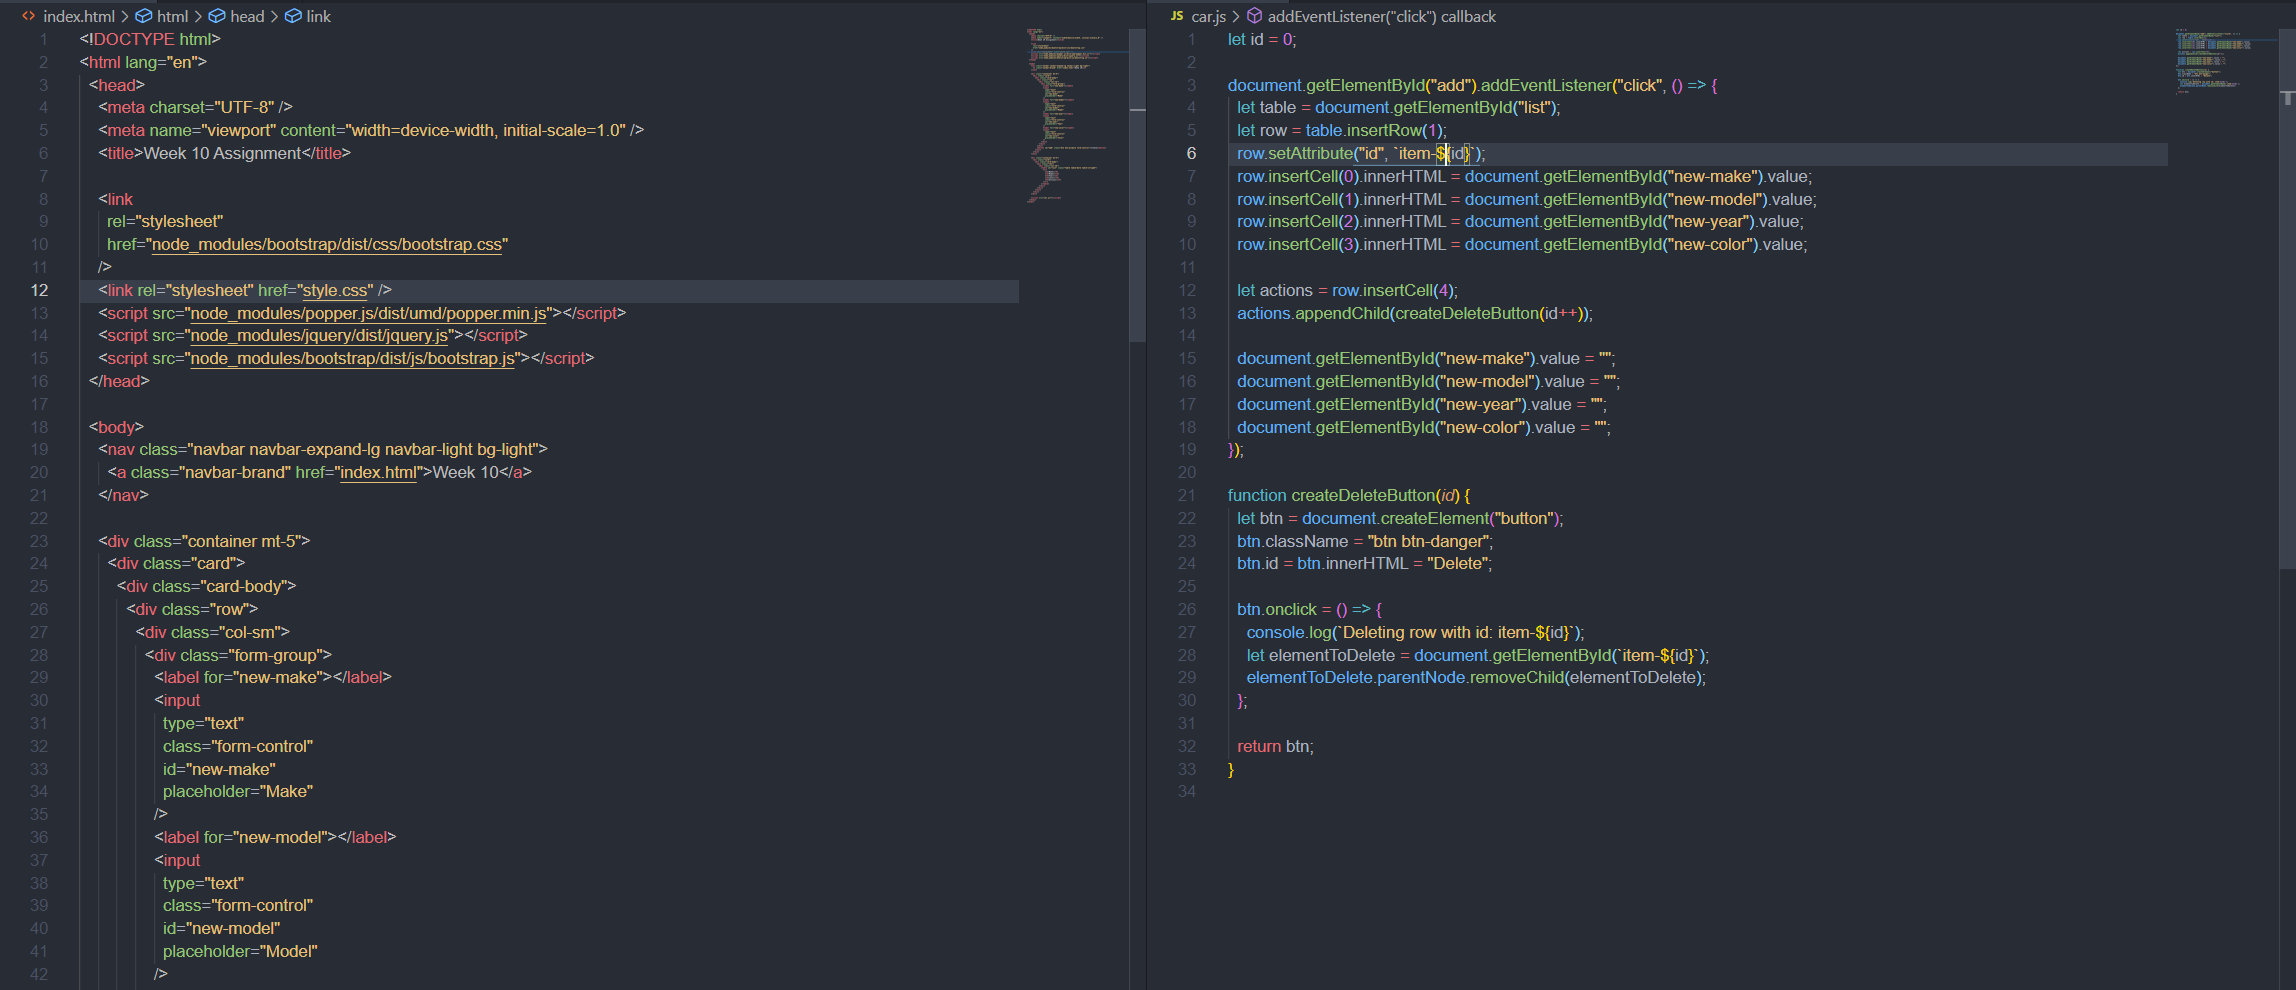 index.html > html > head > link
1 <!DOCTYPE html>
2 <html lang="en">
3 <head>
4 <meta charset="UTF-8" />
5 <meta name="viewport" content="width=device-width, initial-scale=1.0" />
6 <title>Week 10 Assignment</title>
7
8 <link
9 rel="stylesheet"
10 href="node_modules/bootstrap/dist/css/bootstrap.css"
11 />
12 <link rel="stylesheet" href="style.css" />
13 <script src="node_modules/popper.js/dist/umd/popper.min.js"></script>
14 <script src="node_modules/jquery/dist/jquery.js"></script>
15 <script src="node_modules/bootstrap/dist/js/bootstrap.js"></script>
16 </head>
17
18 <body>
19 <nav class="navbar navbar-expand-lg navbar-light bg-light">
20 <a class="navbar-brand" href="index.html">Week 10</a>
21 </nav>
22
23 <div class="container mt-5">
24 <div class="card">
25 <div class="card-body">
26 <div class="row">
27 <div class="col-sm">
28 <div class="form-group">
29 <label for="new-make"></label>
30 <input
31 type="text"
32 class="form-control"
33 id="new-make"
34 placeholder="Make"
35 />
36 <label for="new-model"></label>
37 <input
38 type="text"
39 class="form-control"
40 id="new-model"
41 placeholder="Model"
42 />
JS car.js > addEventListener("click") callback
1 let id = 0;
2
3 document.getElementById("add").addEventListener("click", () => {
4 let table = document.getElementById("list");
5 let row = table.insertRow(1);
6 row.setAttribute("id", `item-${id}`);
7 row.insertCell(0).innerHTML = document.getElementById("new-make").value;
8 row.insertCell(1).innerHTML = document.getElementById("new-model").value;
9 row.insertCell(2).innerHTML = document.getElementById("new-year").value;
10 row.insertCell(3).innerHTML = document.getElementById("new-color").value;
11
12 let actions = row.insertCell(4);
13 actions.appendChild(createDeleteButton(id++));
14
15 document.getElementById("new-make").value = "";
16 document.getElementById("new-model").value = "";
17 document.getElementById("new-year").value = "";
18 document.getElementById("new-color").value = "";
19 });
20
21 function createDeleteButton(id) {
22 let btn = document.createElement("button");
23 btn.className = "btn btn-danger";
24 btn.id = btn.innerHTML = "Delete";
25
26 btn.onclick = () => {
27 console.log(`Deleting row with id: item-${id}`);
28 let elementToDelete = document.getElementById(`item-${id}`);
29 elementToDelete.parentNode.removeChild(elementToDelete);
30 };
31
32 return btn;
33 }
34